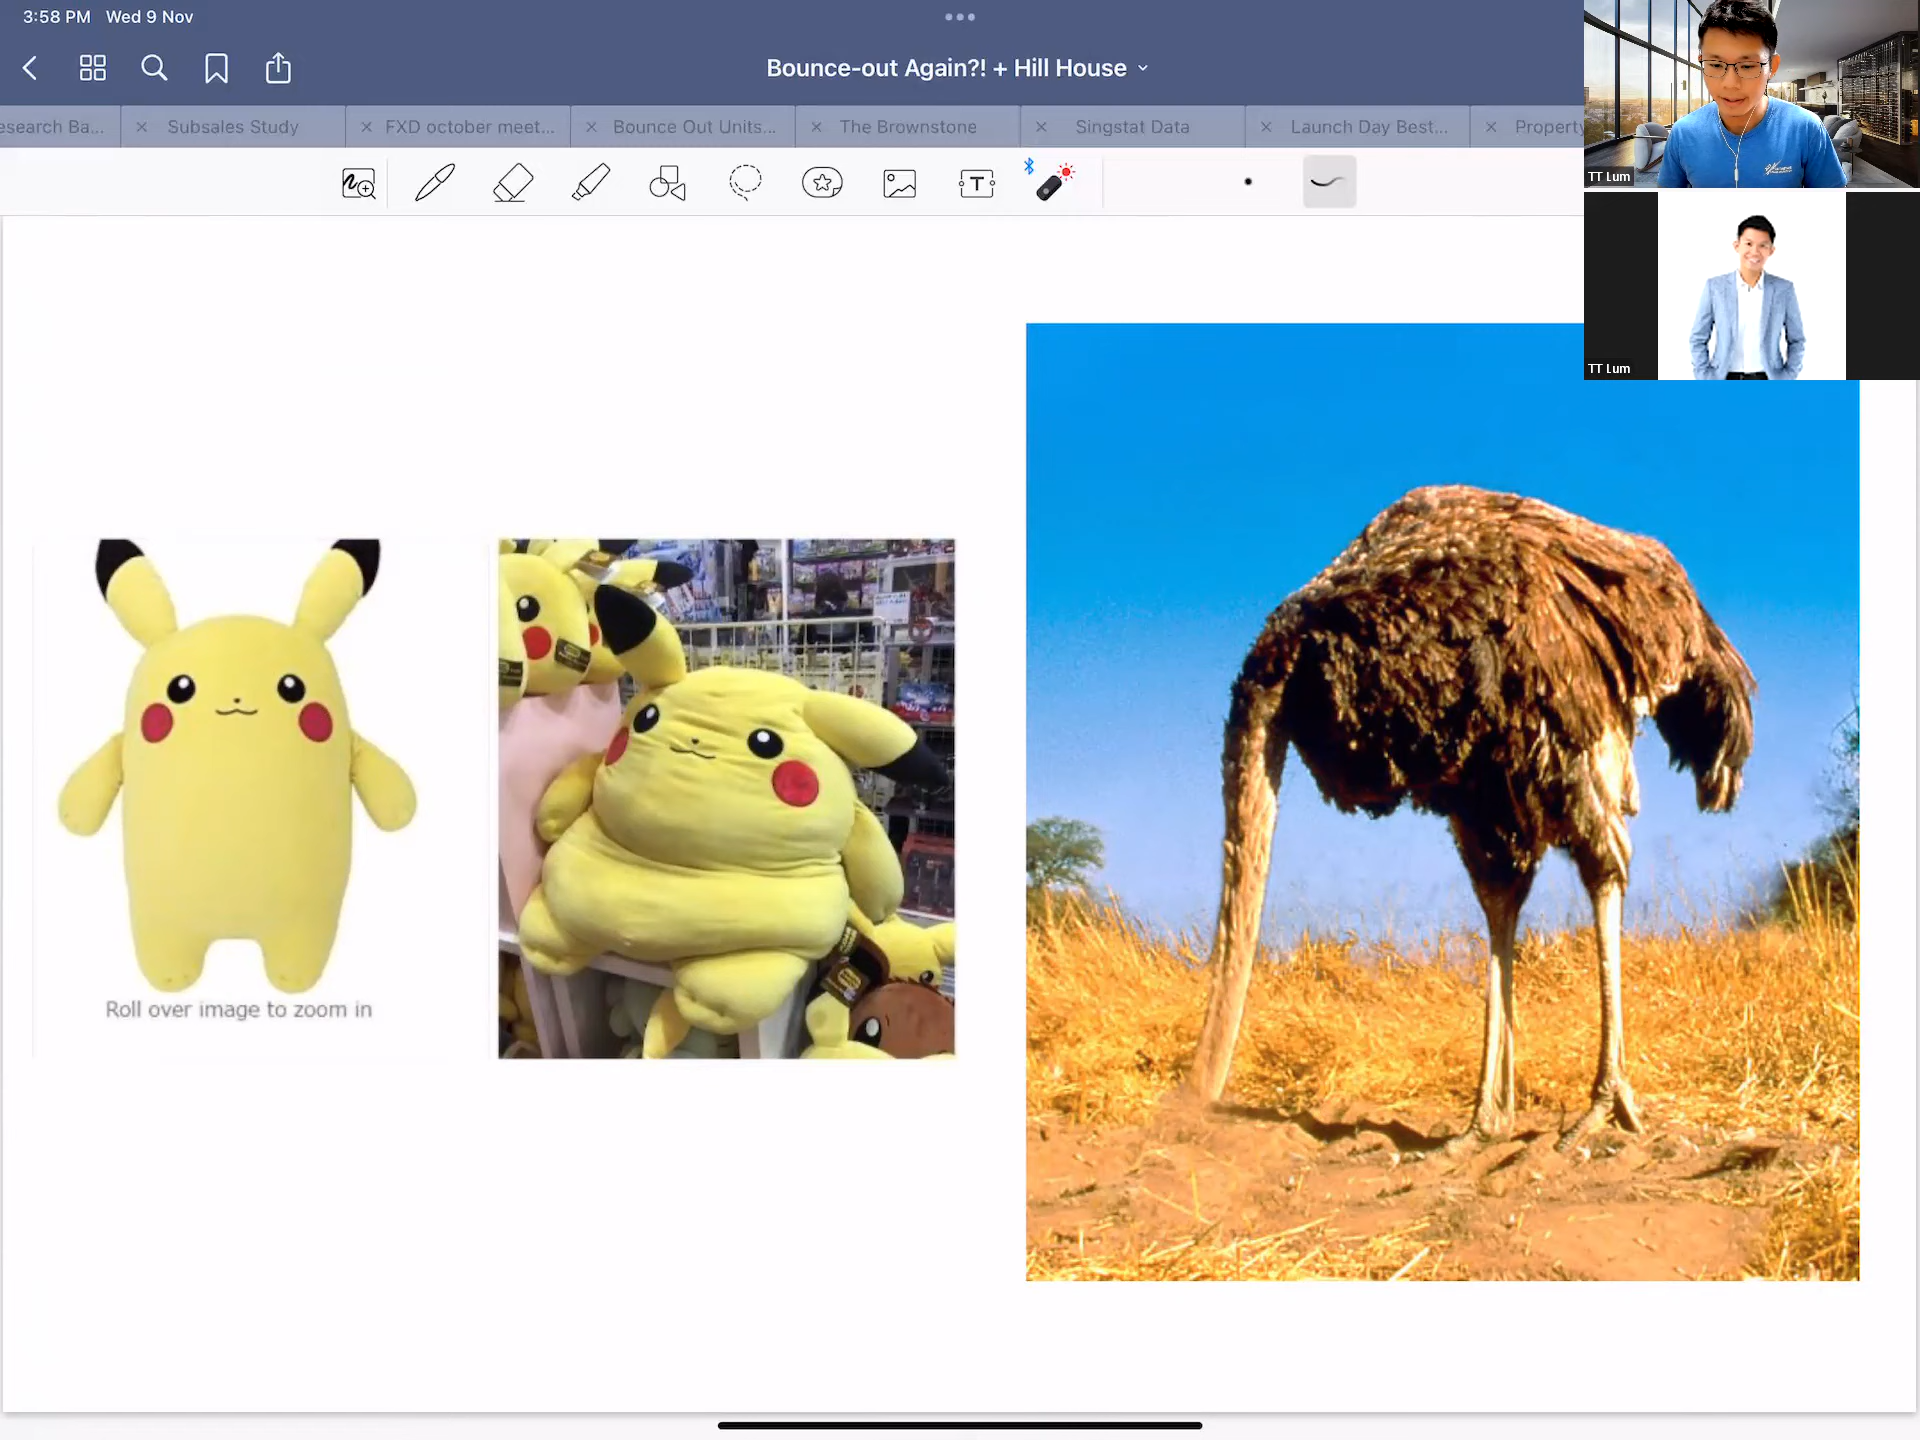 3:58 PM Wed 9 Nov
Bounce-out Again?! + Hill House
esearch Ba...
Subsales Study
FXD october meet...
Bounce Out Units...
The Brownstone
Singstat Data
Launch Day Best...
Property
T
TT Lum
TT Lum
Roll over image to zoom in